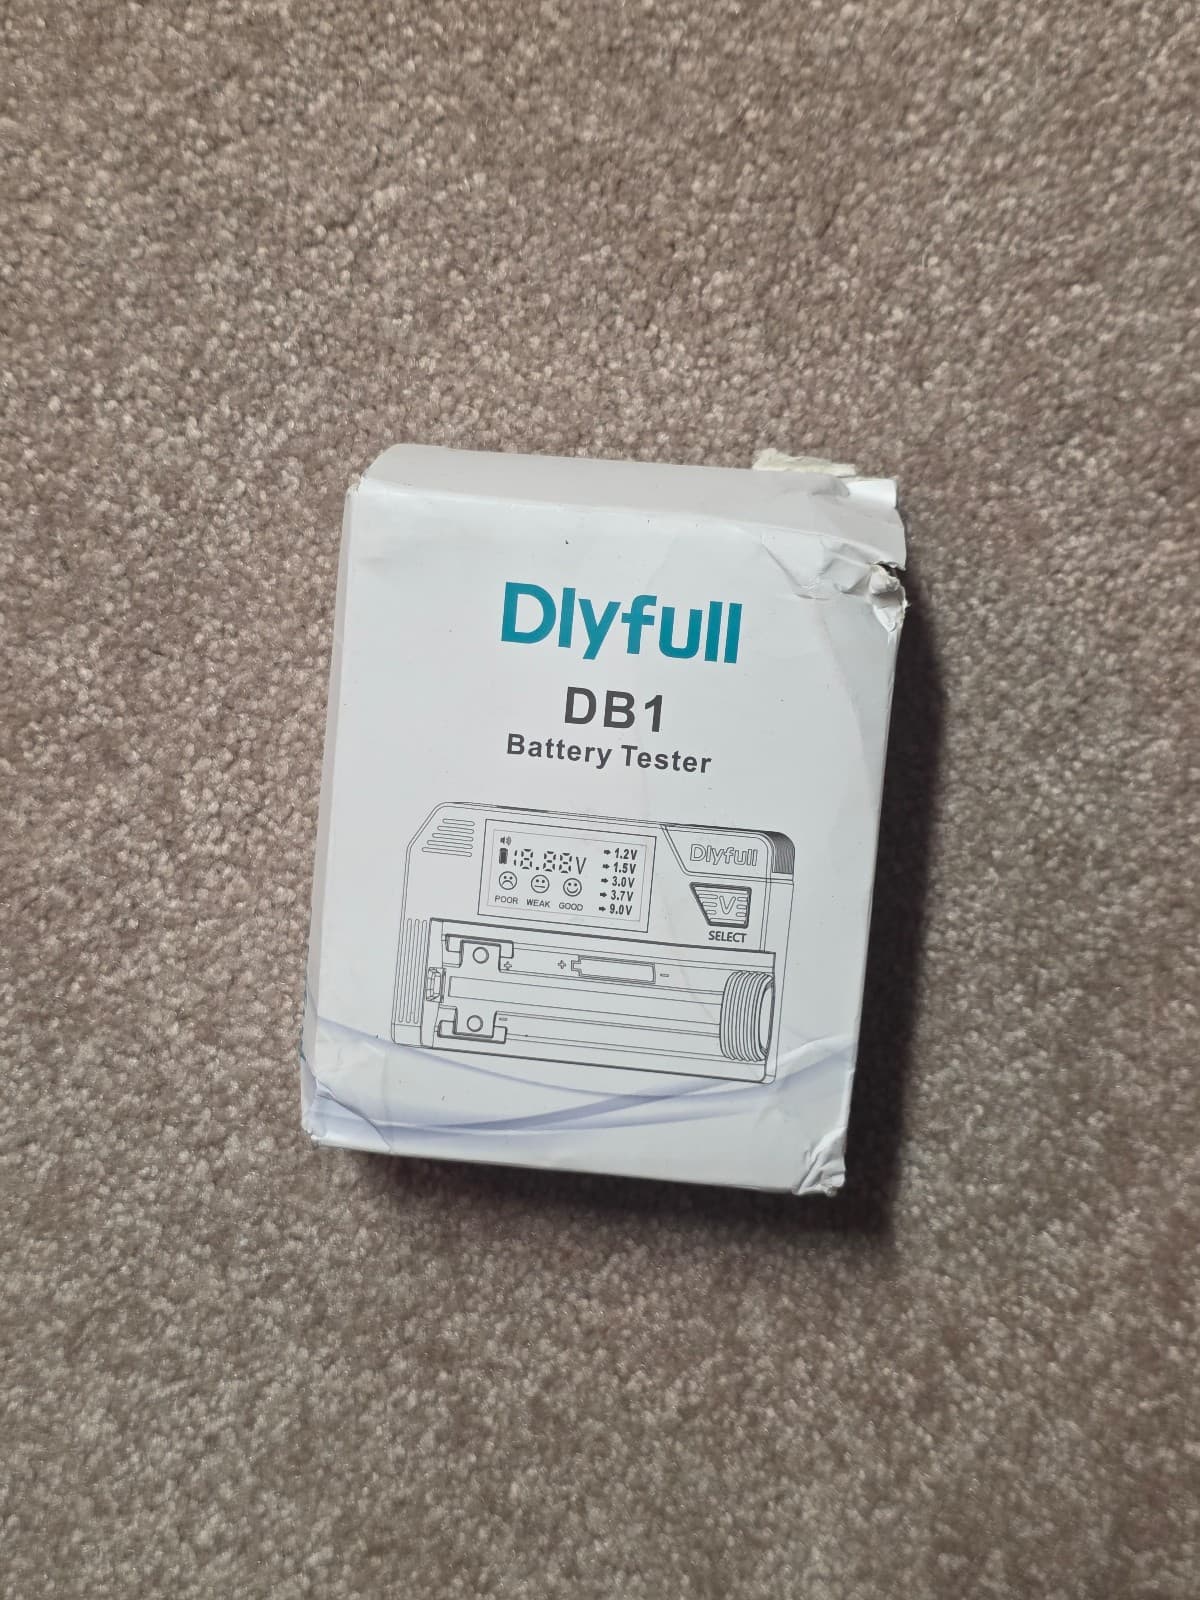 Dlyfull
DB1
Battery Tester
18.88V
1.2V
1.5V
3.0V
3.7V
9.0V
POOR WEAK GOOD
Dlyfull
V
SELECT
+
+ -
-